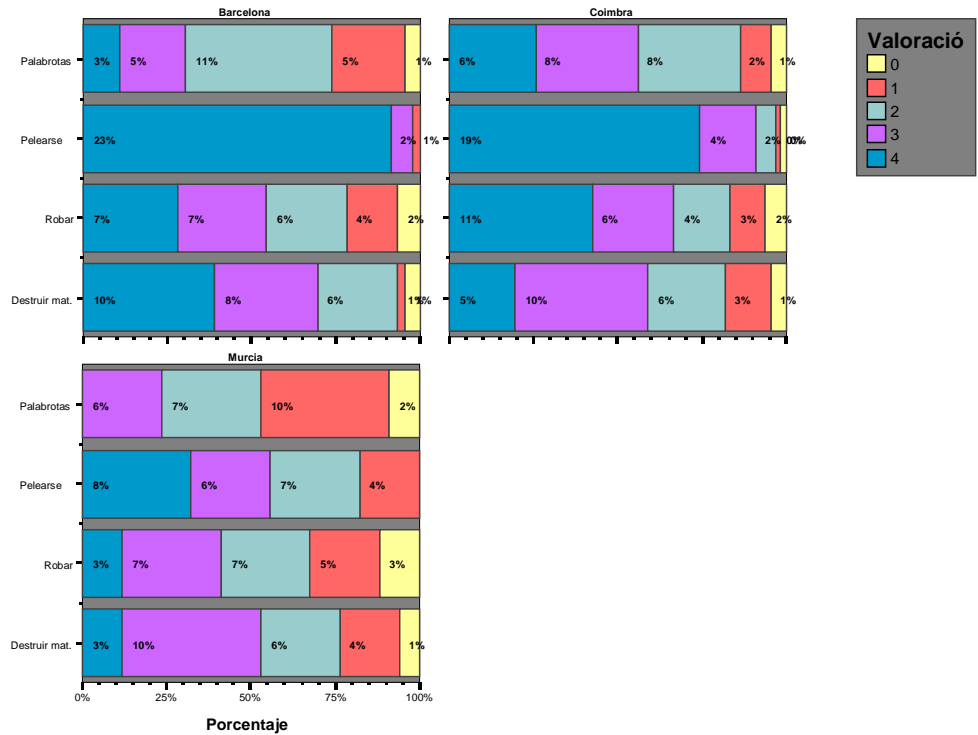 Barcelona
Palabrotas 3% 5% 11% 5% 1%
Pelearse 23% 2% 1%
Robar 7% 7% 6% 4% 2%
Destruir mat. 10% 8% 6% 1%
Coimbra
6% 8% 8% 2% 1%
19% 4% 2% 0%
11% 6% 4% 3% 2%
5% 10% 6% 3% 1%
Valoració
0
1
2
3
4
Murcia
Palabrotas 6% 7% 10% 2%
Pelearse 8% 6% 7% 4%
Robar 3% 7% 7% 5% 3%
Destruir mat. 3% 10% 6% 4% 1%
0% 25% 50% 75% 100%
Porcentaje